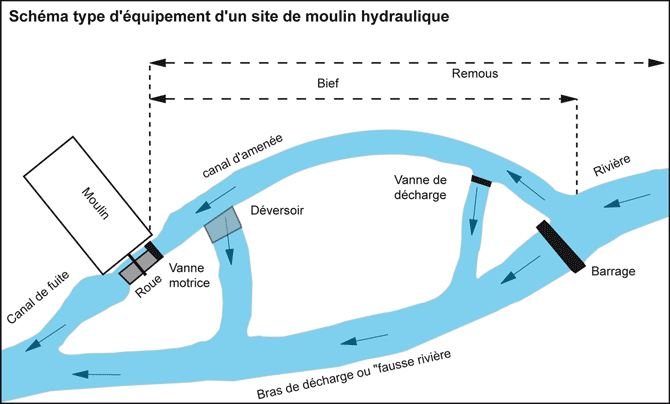 Schéma type d'équipement d'un site de moulin hydraulique
Remous
Bief
canal d'amenée
Vanne de
décharge
Rivière
Moulin
Déversoir
Vanne
motrice
Roue
Barrage
Canal de fuite
Bras de décharge ou "fausse rivière